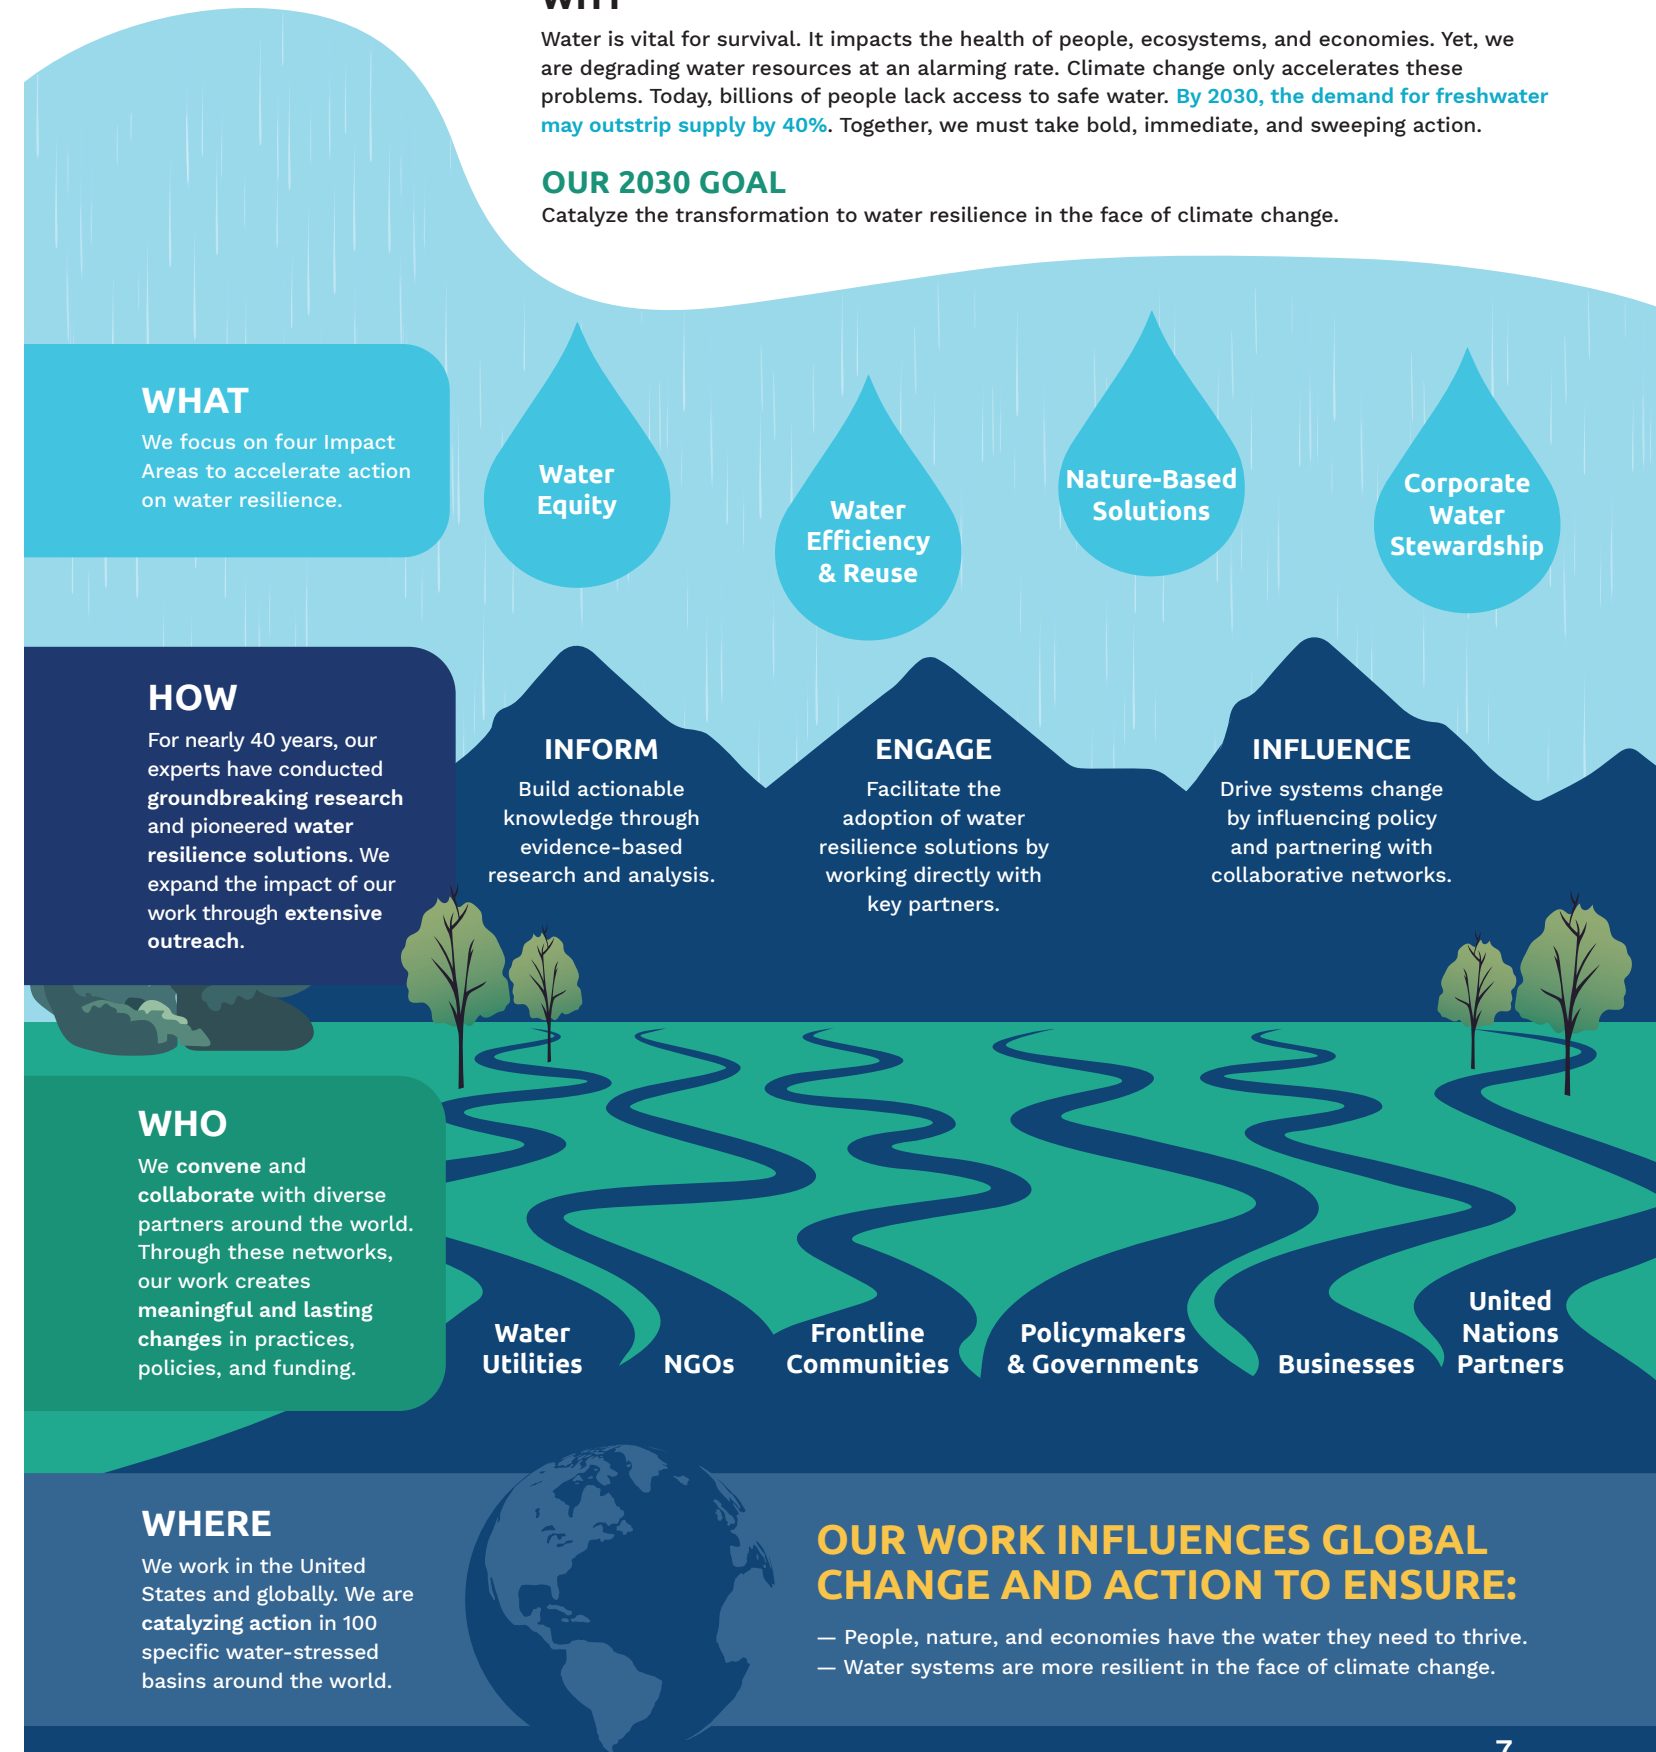 WHY
Water is vital for survival. It impacts the health of people, ecosystems, and economies. Yet, we
are degrading water resources at an alarming rate. Climate change only accelerates these
problems. Today, billions of people lack access to safe water. By 2030, the demand for freshwater
may outstrip supply by 40%. Together, we must take bold, immediate, and sweeping action.
OUR 2030 GOAL
Catalyze the transformation to water resilience in the face of climate change.
WHAT
We focus on four Impact
Areas to accelerate action
on water resilience.
Water
Equity
Water
Efficiency
& Reuse
Nature-Based
Solutions
Corporate
Water
Stewardship
HOW
For nearly 40 years, our
experts have conducted
groundbreaking research
and pioneered water
resilience solutions. We
expand the impact of our
work through extensive
outreach.
INFORM
Build actionable
knowledge through
evidence-based
research and analysis.
ENGAGE
Facilitate the
adoption of water
resilience solutions by
working directly with
key partners.
INFLUENCE
Drive systems change
by influencing policy
and partnering with
collaborative networks.
WHO
We convene and
collaborate with diverse
partners around the world.
Through these networks,
our work creates
meaningful and lasting
changes in practices,
policies, and funding.
Water
Utilities
NGOs
Frontline
Communities
Policymakers
& Governments
Businesses
United
Nations
Partners
WHERE
We work in the United
States and globally. We are
catalyzing action in 100
specific water-stressed
basins around the world.
OUR WORK INFLUENCES GLOBAL
CHANGE AND ACTION TO ENSURE:
— People, nature, and economies have the water they need to thrive.
— Water systems are more resilient in the face of climate change.
7